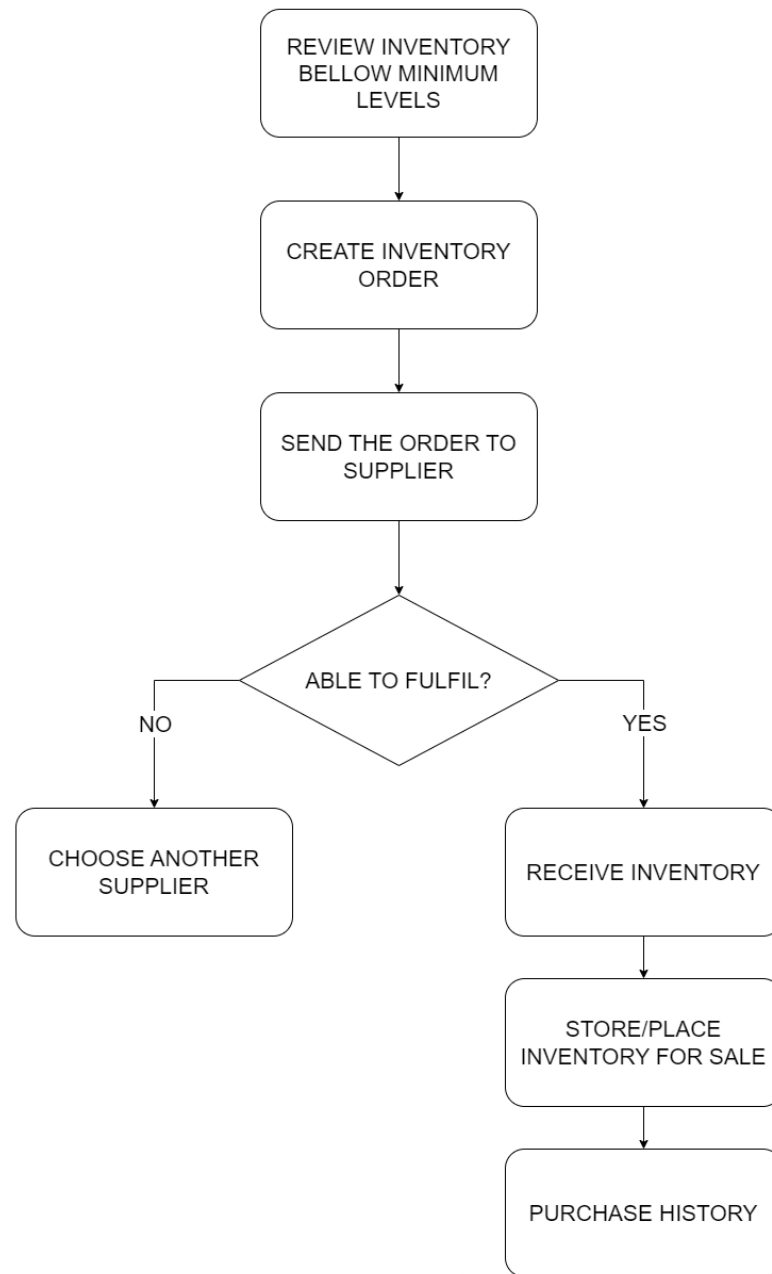 REVIEW INVENTORY
BELLOW MINIMUM
LEVELS
CREATE INVENTORY
ORDER
SEND THE ORDER TO
SUPPLIER
ABLE TO FULFIL?
NO
YES
CHOOSE ANOTHER
SUPPLIER
RECEIVE INVENTORY
STORE/PLACE
INVENTORY FOR SALE
PURCHASE HISTORY